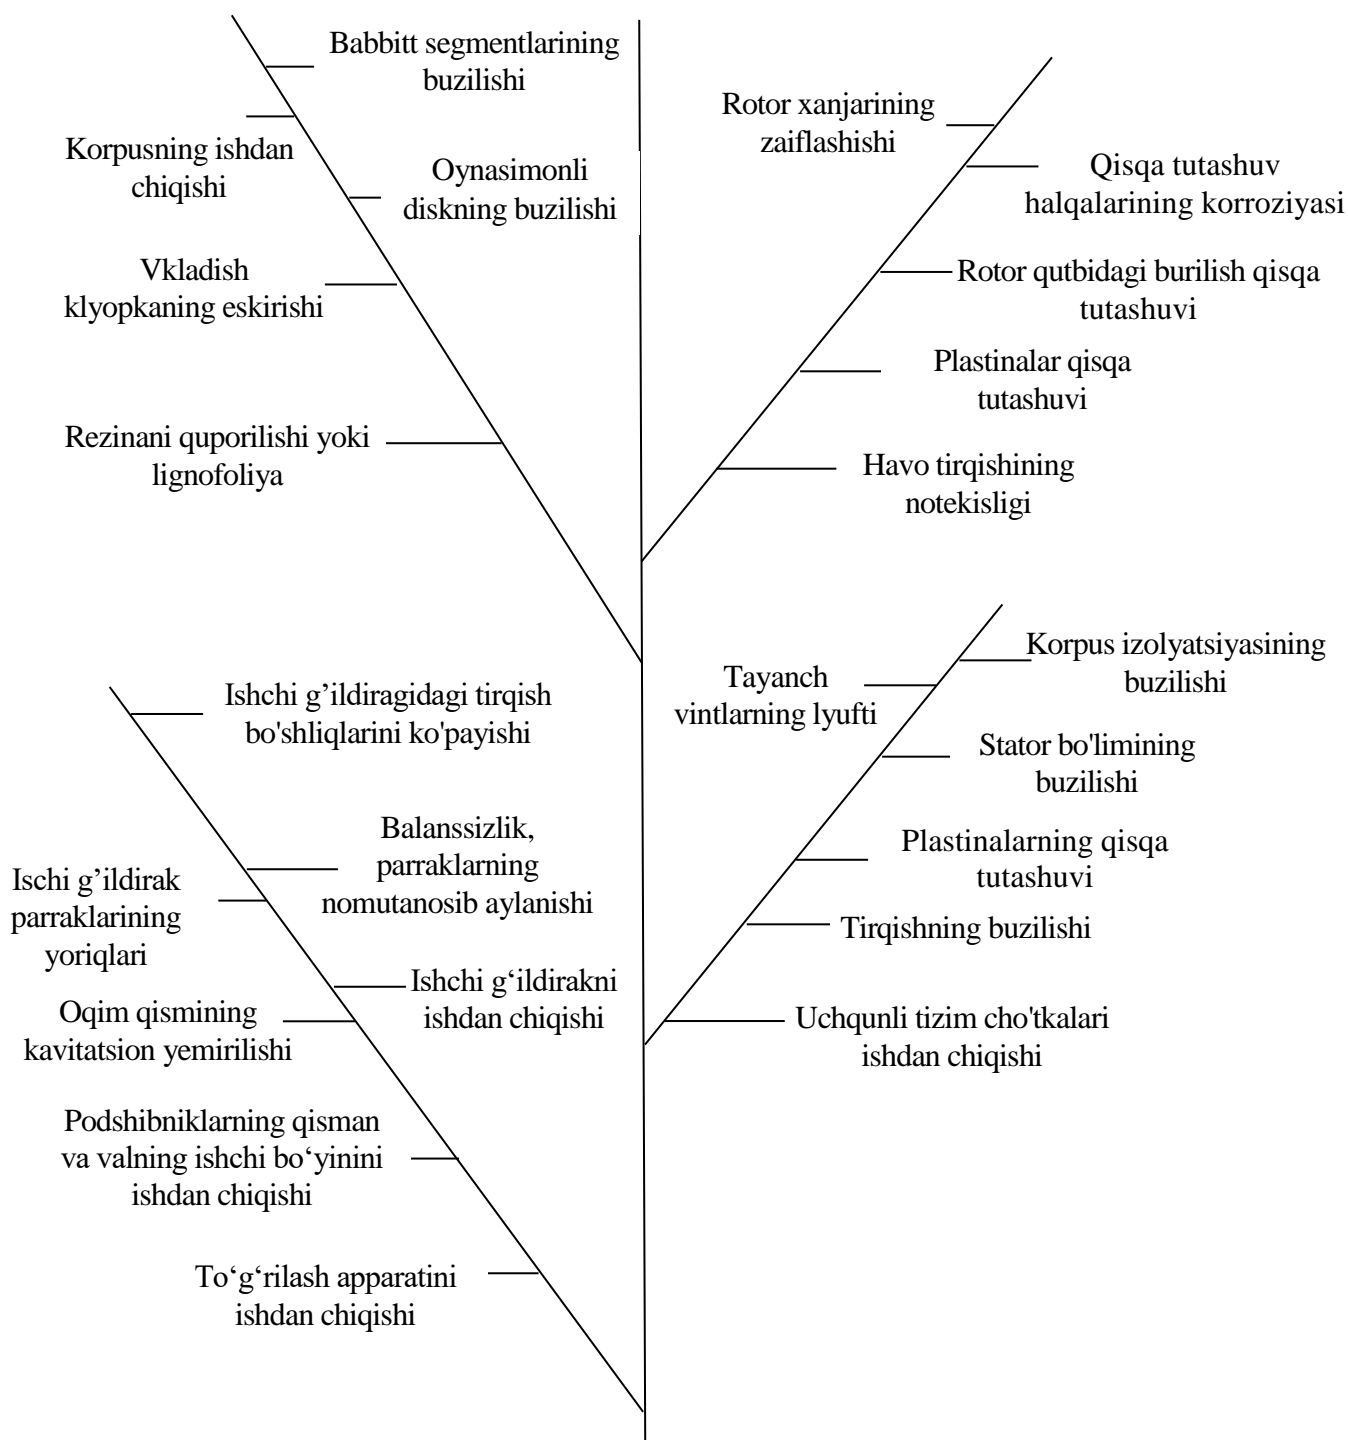 Babbitt segmentlarining
buzilishi
Korpusning ishdan
chiqishi
Oynasimonli
diskning buzilishi
Vkladish
klyopkaning eskirishi
Rezinani quporilishi yoki
lignofoliya
Rotor xanjarining
zaiflashishi
Qisqa tutashuv
halqalarining korroziyasi
Rotor qutbidagi burilish qisqa
tutashuvi
Plastinalar qisqa
tutashuvi
Havo tirqishining
notekisligi
Ishchi g’ildiragidagi tirqish
bo'shliqlarini ko'payishi
Balanssizlik,
parraklarning
nomutanosib aylanishi
Ischi g’ildirak
parraklarining
yoriqlari
Ishchi g‘ildirakni
ishdan chiqishi
Oqim qismining
kavitatsion yemirilishi
Podshibniklarning qisman
va valning ishchi bo‘yinini
ishdan chiqishi
To‘g‘rilash apparatini
ishdan chiqishi
Korpus izolyatsiyasining
buzilishi
Tayanch
vintlarning lyufti
Stator bo'limining
buzilishi
Plastinalarning qisqa
tutashuvi
Tirqishning buzilishi
Uchqunli tizim cho'tkalari
ishdan chiqishi